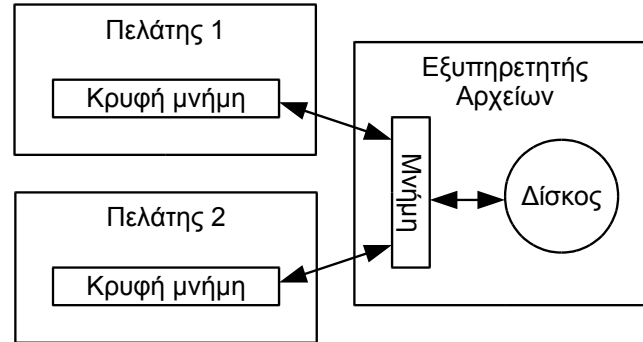 Πελάτης 1
Κρυφή μνήμη
Πελάτης 2
Κρυφή μνήμη
Εξυπηρετητής
Αρχείων
Μνήμη
Δίσκος